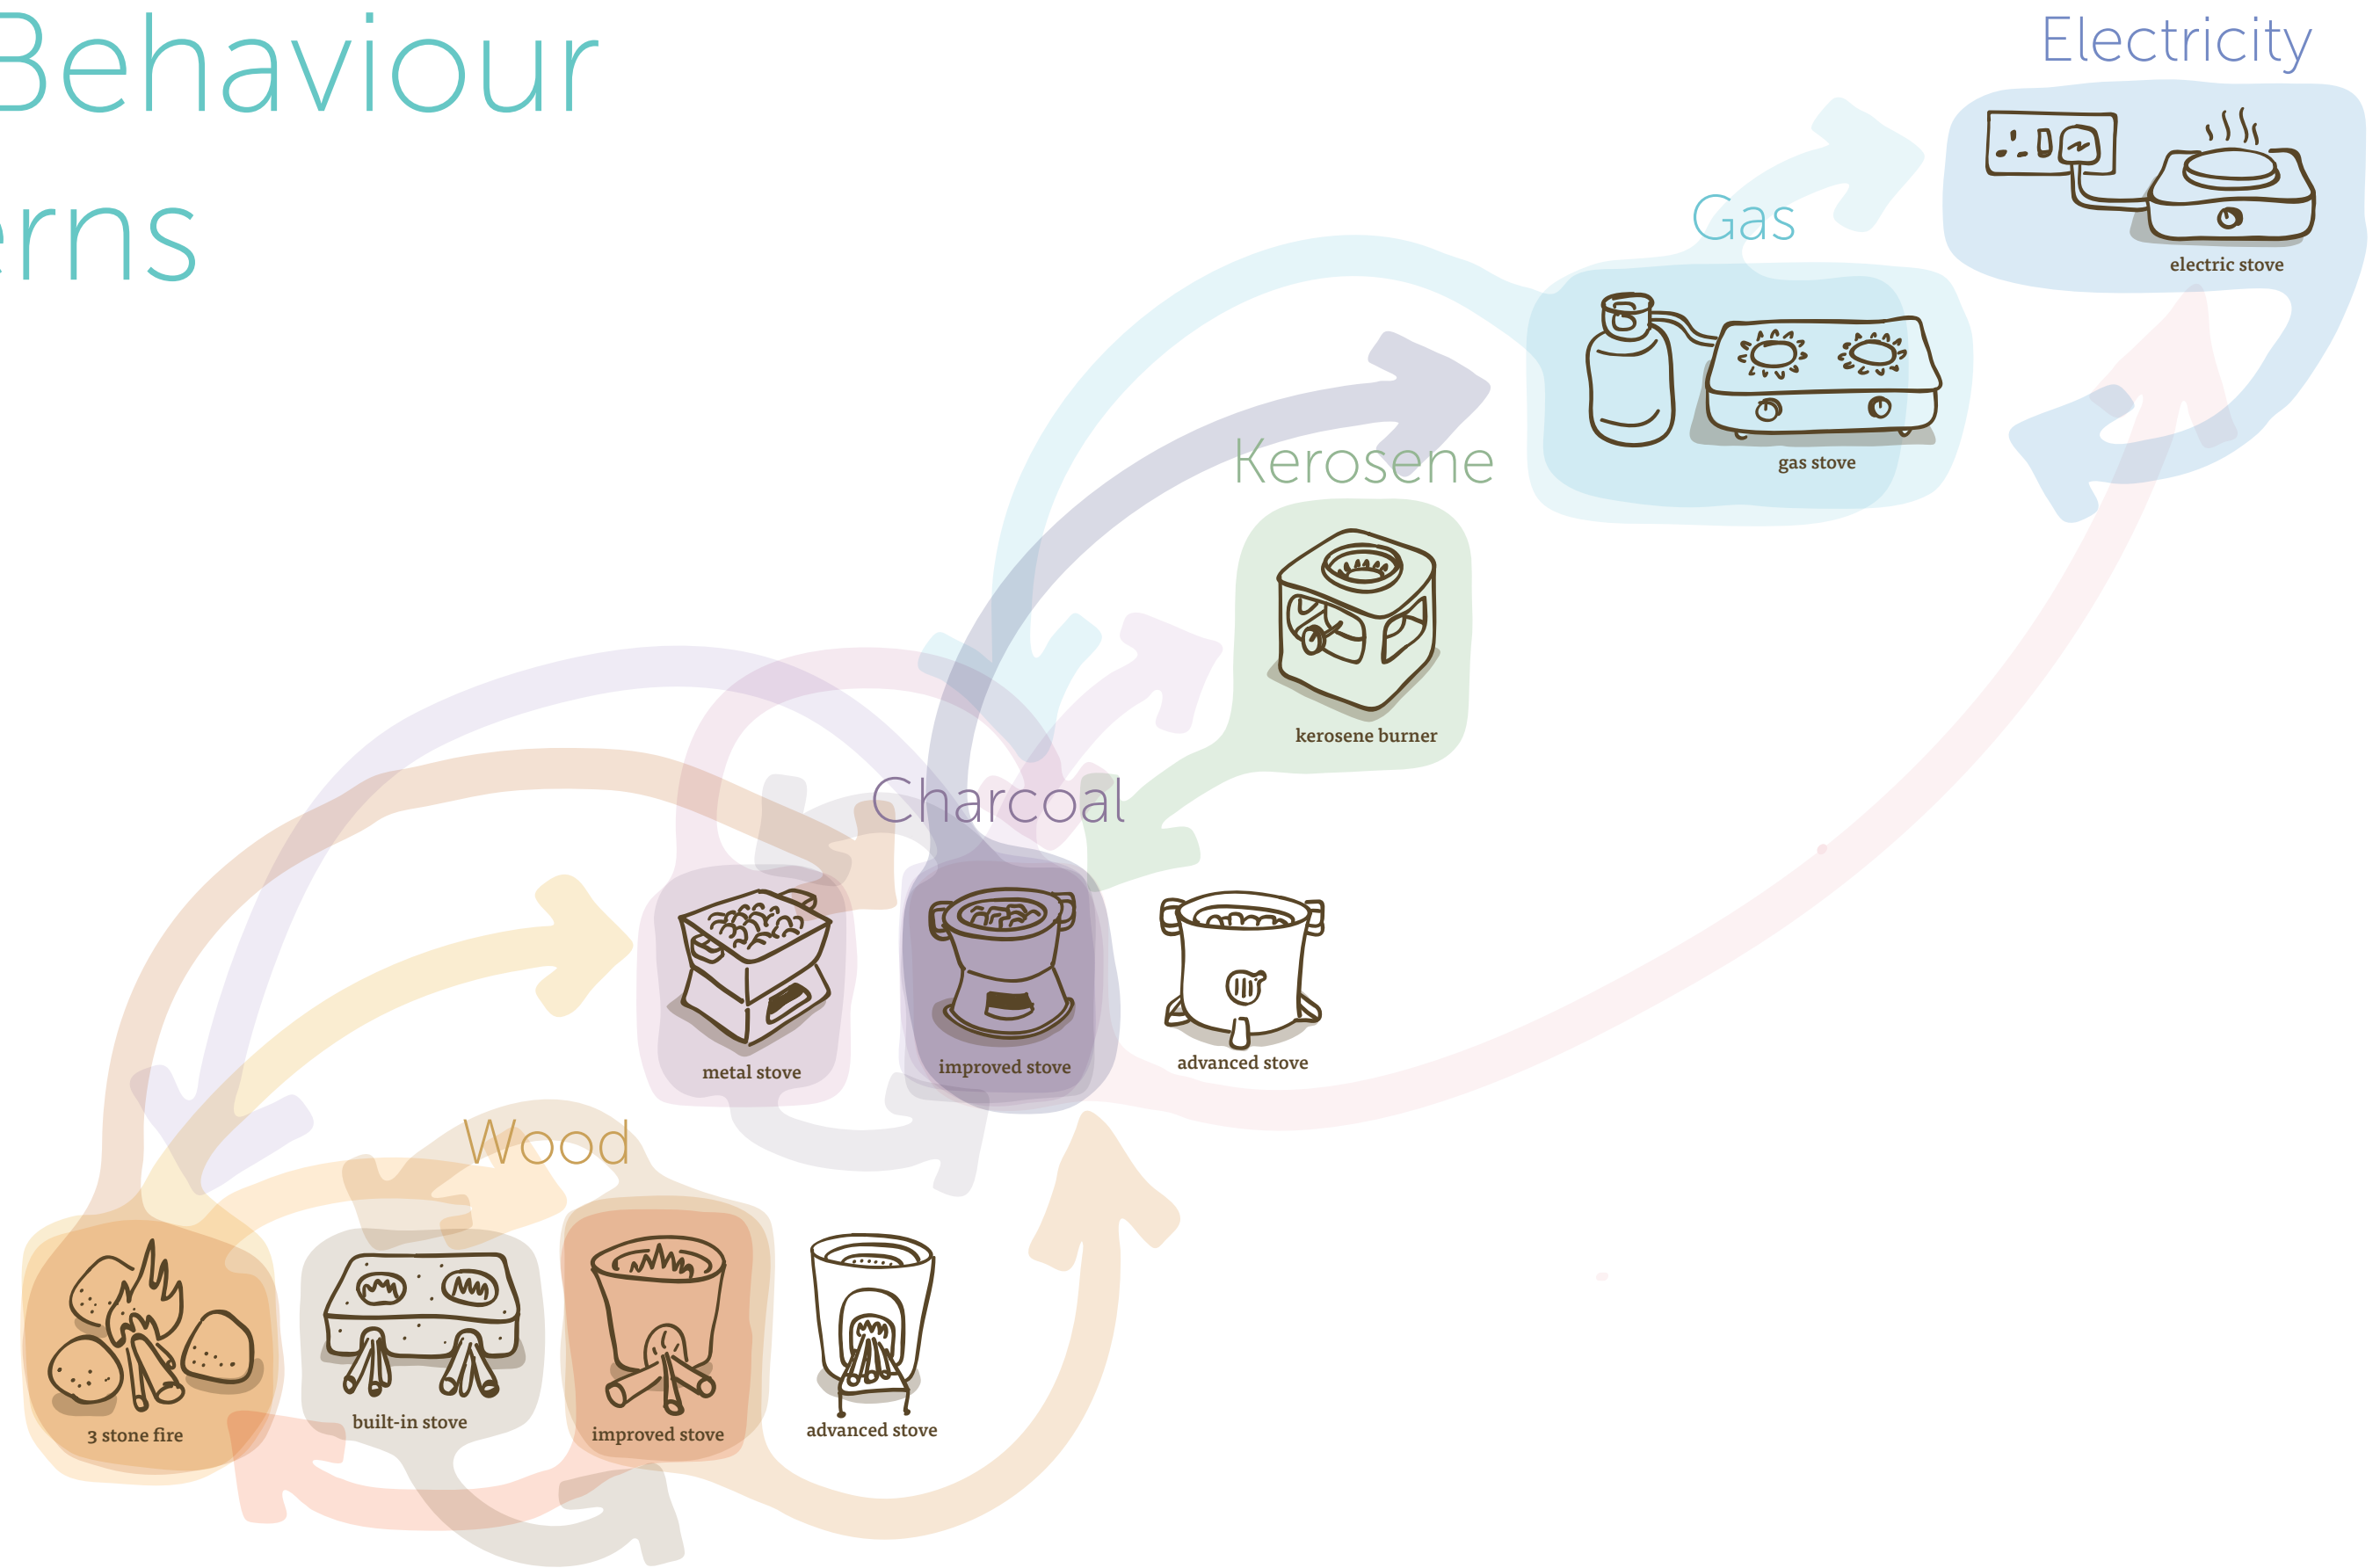 Behaviour
Electricity
electric stove
Gas
gas stove
Kerosene
kerosene burner
Charcoal
metal stove
improved stove
advanced stove
Wood
3 stone fire
built-in stove
improved stove
advanced stove